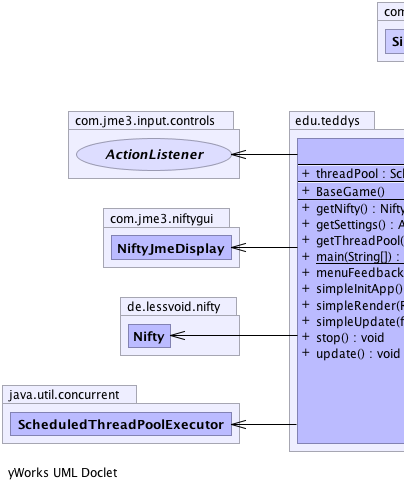 com
Si
com.jme3.input.controls
ActionListener
com.jme3.niftygui
NiftyJmeDisplay
de.lessvoid.nifty
Nifty
java.util.concurrent
ScheduledThreadPoolExecutor
edu.teddys
+ threadPool : Sc
+ BaseGame()
+ getNifty() : Nifty
+ getSettings() : A
+ getThreadPool(
+ main(String[]) :
+ menuFeedback
+ simpleInitApp()
+ simpleRender(R
+ simpleUpdate(f
+ stop() : void
+ update() : void
yWorks UML Doclet